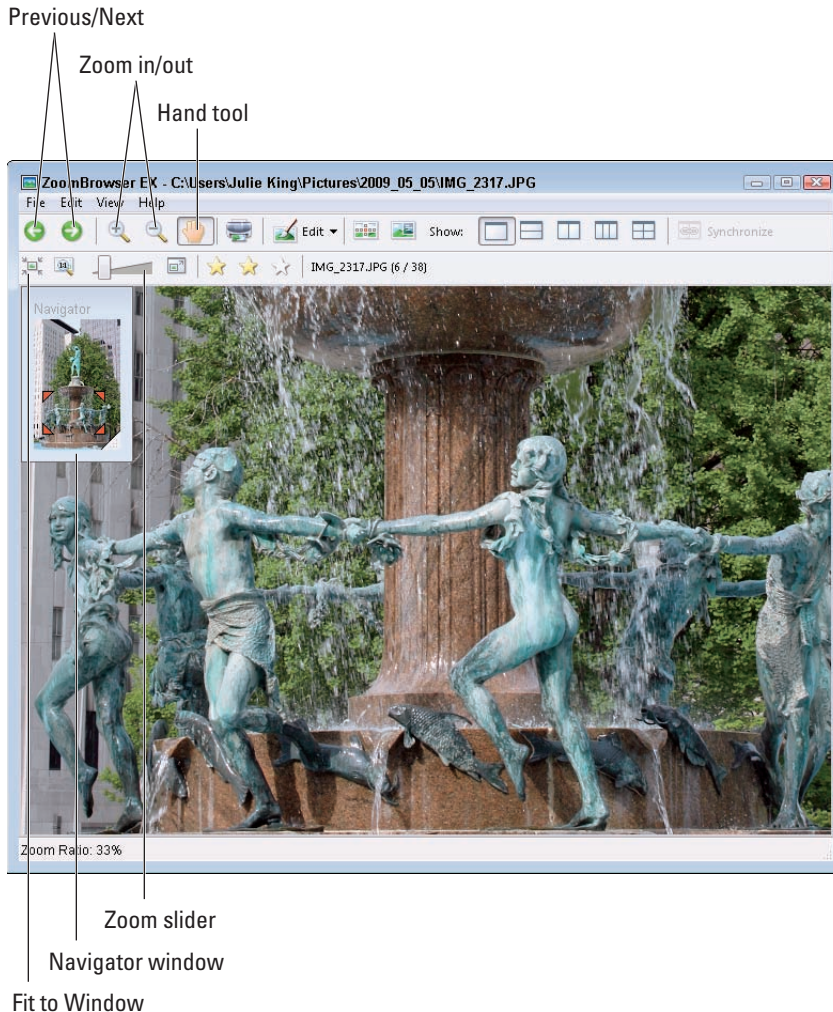 Previous/Next
Zoom in/out
Hand tool
ZoomBrowser EX - C:\Users\Julie King\Pictures\2009_05_05\IMG_2317.JPG
File Edit View Help
Edit Show: Synchronize
IMG_2317.JPG (6 / 38)
Navigator
Zoom Ratio: 33%
Zoom slider
Navigator window
Fit to Window